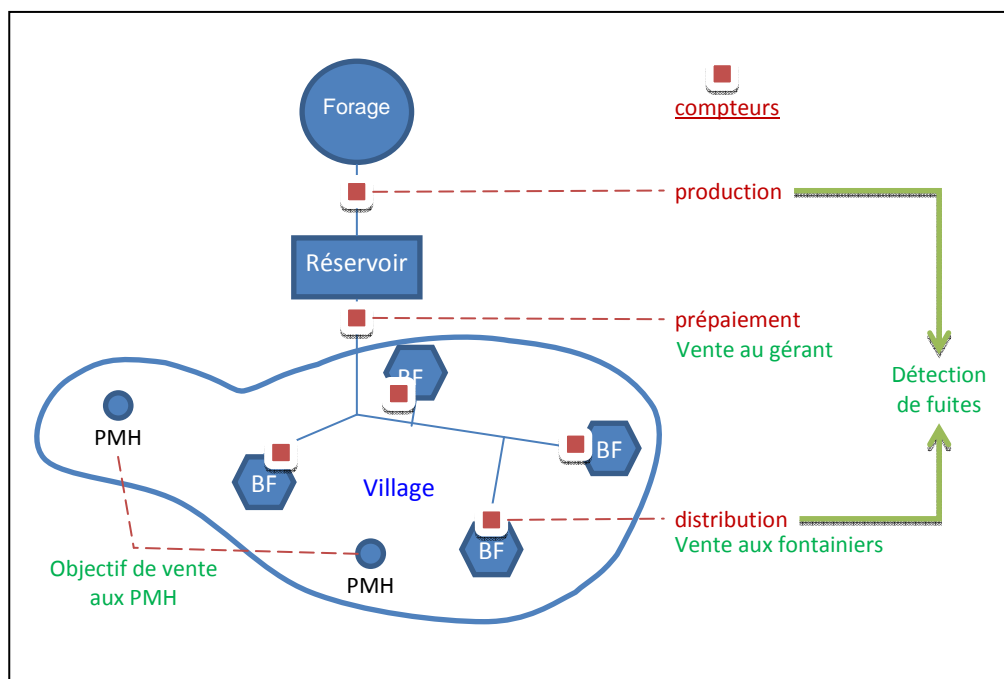 Forage
compteurs
production
Réservoir
prépaiement
Vente au gérant
BF
Détection
de fuites
PMH
BF
BF
Village
distribution
Vente aux fontainiers
BF
Objectif de vente
aux PMH
PMH